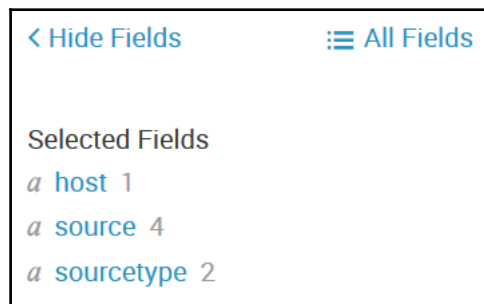 < Hide Fields All Fields
Selected Fields
a host 1
a source 4
a sourcetype 2